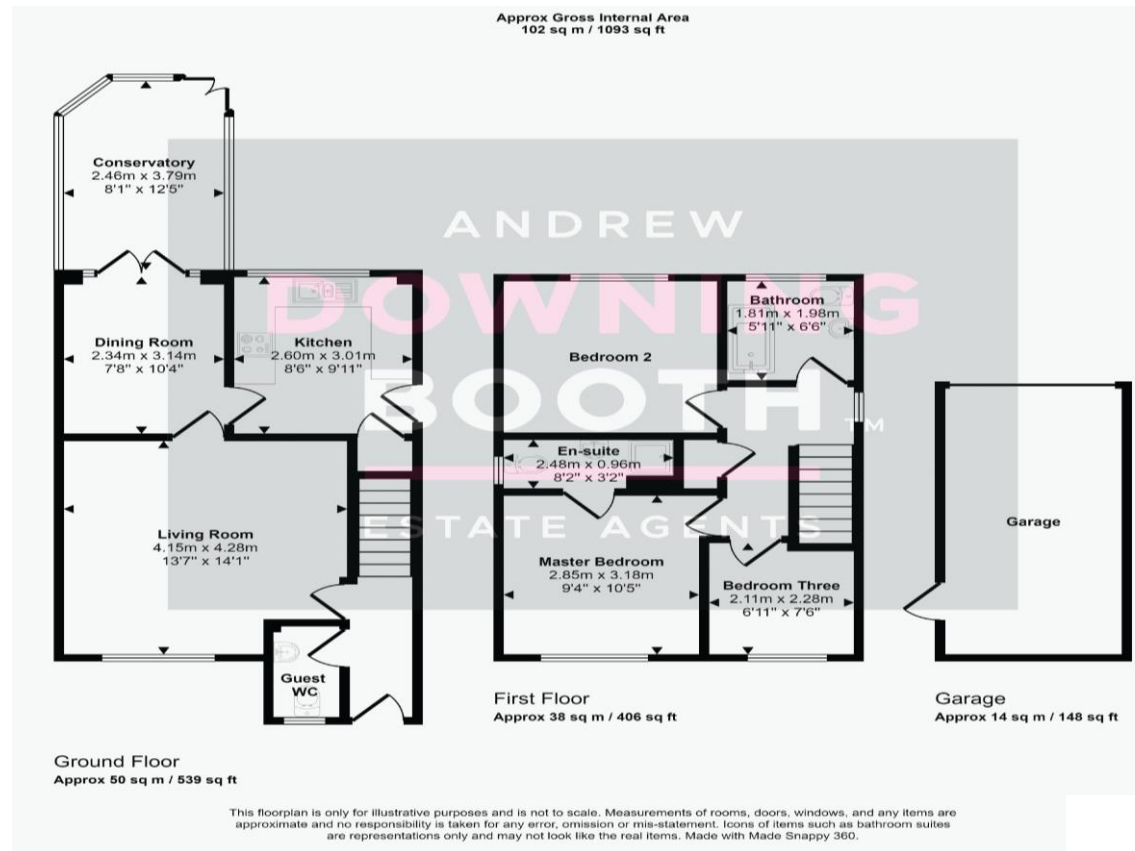 Approx Gross Internal Area
102 sq m / 1093 sq ft
Conservatory
2.46m x 3.79m
8'1" x 12'5"
ANDREW
DOWNING
BOOTH™
ESTATE AGENTS
Dining Room
2.34m x 3.14m
7'8" x 10'4"
Kitchen
2.60m x 3.01m
8'6" x 9'11"
Living Room
4.15m x 4.28m
13'7" x 14'1"
Guest
WC
Ground Floor
Approx 50 sq m / 539 sq ft
Bedroom 2
Bathroom
1.81m x 1.98m
5'11" x 6'6"
En-suite
2.48m x 0.96m
8'2" x 3'2"
Master Bedroom
2.85m x 3.18m
9'4" x 10'5"
Bedroom Three
2.11m x 2.28m
6'11" x 7'6"
First Floor
Approx 38 sq m / 406 sq ft
Garage
Garage
Approx 14 sq m / 148 sq ft
This floorplan is only for illustrative purposes and is not to scale. Measurements of rooms, doors, windows, and any items are
approximate and no responsibility is taken for any error, omission or mis-statement. Icons of items such as bathroom suites
are representations only and may not look like the real items. Made with Made Snappy 360.